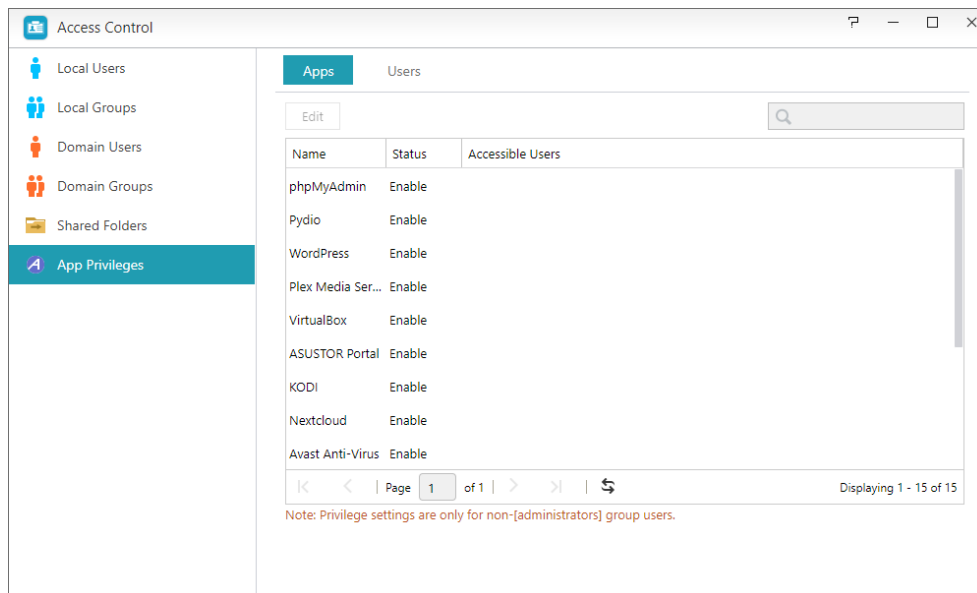 Access Control
Local Users
Local Groups
Domain Users
Domain Groups
Shared Folders
App Privileges
Apps Users
Edit
Name Status Accessible Users
phpMyAdmin Enable
Pydio Enable
WordPress Enable
Plex Media Ser... Enable
VirtualBox Enable
ASUSTOR Portal Enable
KODI Enable
Nextcloud Enable
Avast Anti-Virus Enable
Page 1 of 1 Displaying 1 - 15 of 15
Note: Privilege settings are only for non-[administrators] group users.